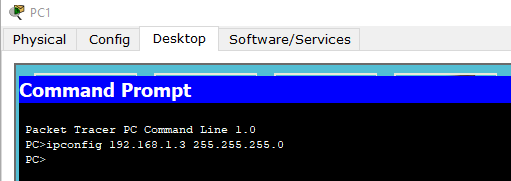 PC1
Physical Config Desktop Software/Services
Command Prompt
Packet Tracer PC Command Line 1.0
PC>ipconfig 192.168.1.3 255.255.255.0
PC>